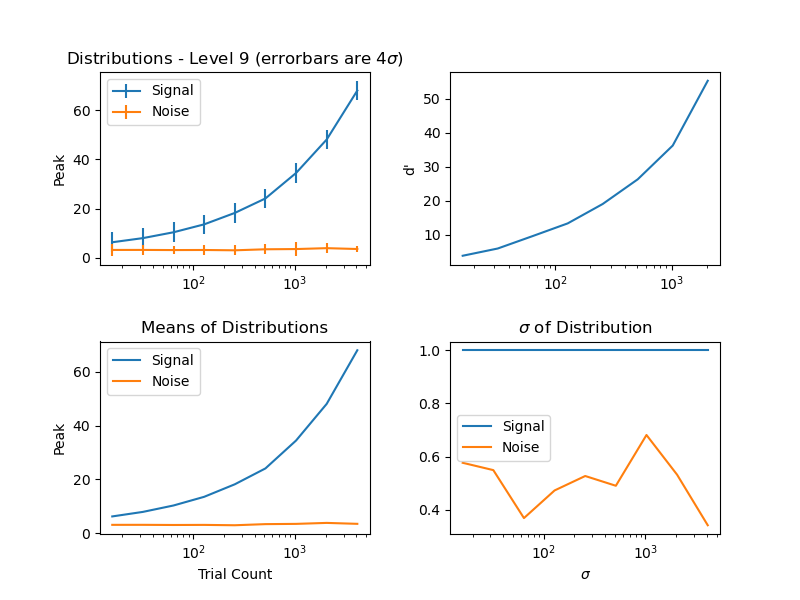 Distributions - Level 9 (errorbars are 4σ)
Peak
60
40
20
0
Signal
Noise
10²
10³
d'
50
40
30
20
10
10²
10³
Means of Distributions
Peak
60
40
20
0
Signal
Noise
10²
10³
Trial Count
σ of Distribution
1.0
0.8
0.6
0.4
Signal
Noise
10²
10³
σ